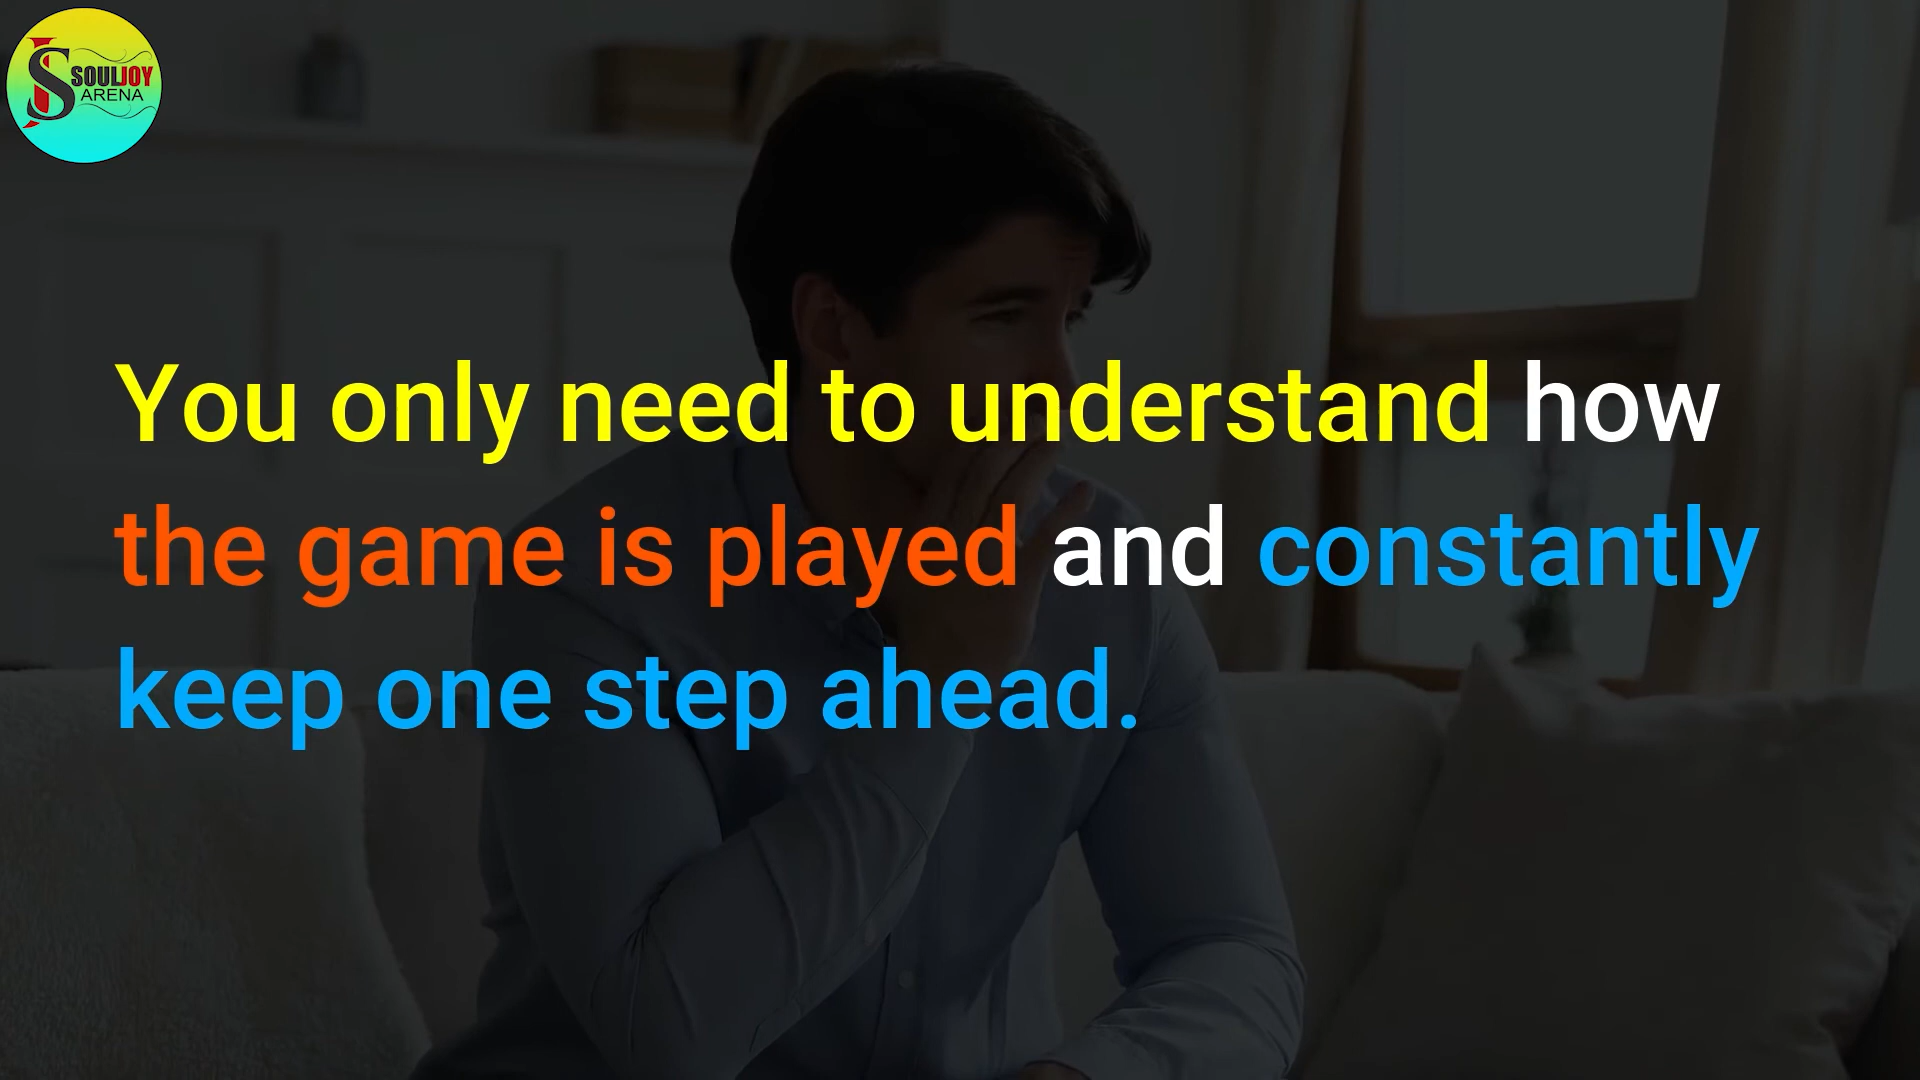 SOULJOY
ARENA
You only need to understand how
the game is played and constantly
keep one step ahead.